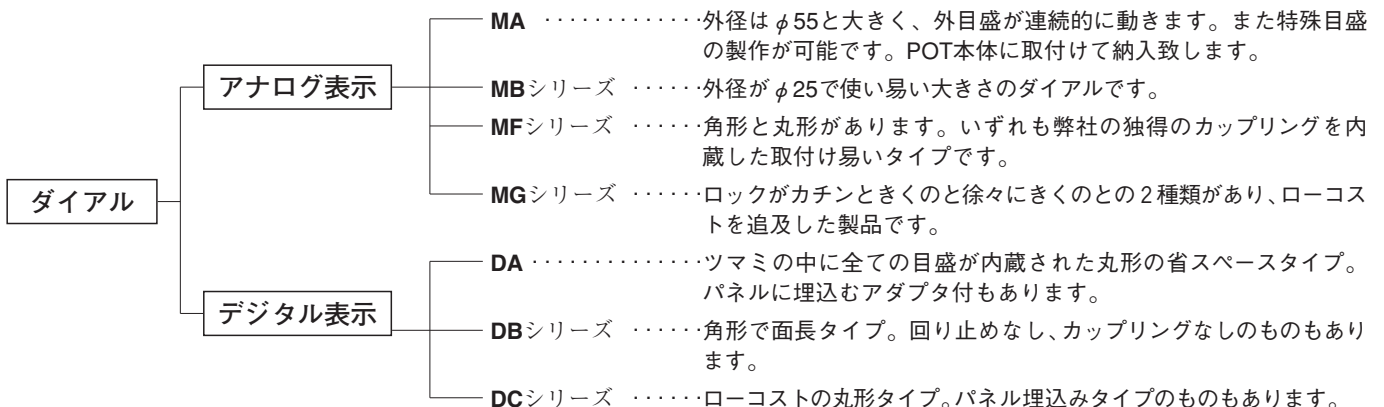 ダイアル
アナログ表示
MA ·············外径はφ55と大きく、外目盛が連続的に動きます。また特殊目盛
の製作が可能です。POT本体に取付けて納入致します。
MBシリーズ ······外径がφ25で使い易い大きさのダイアルです。
MFシリーズ ······角形と丸形があります。いずれも弊社の独得のカップリングを内
蔵した取付け易いタイプです。
MGシリーズ ······ロックがカチンときくのと徐々にきくのとの2種類があり、ローコス
トを追及した製品です。
デジタル表示
DA ··············ツマミの中に全ての目盛が内蔵された丸形の省スペースタイプ。
パネルに埋込むアダプタ付もあります。
DBシリーズ ······角形で面長タイプ。回り止めなし、カップリングなしのものもあり
ます。
DCシリーズ ······ローコストの丸形タイプ。パネル埋込みタイプのものもあります。